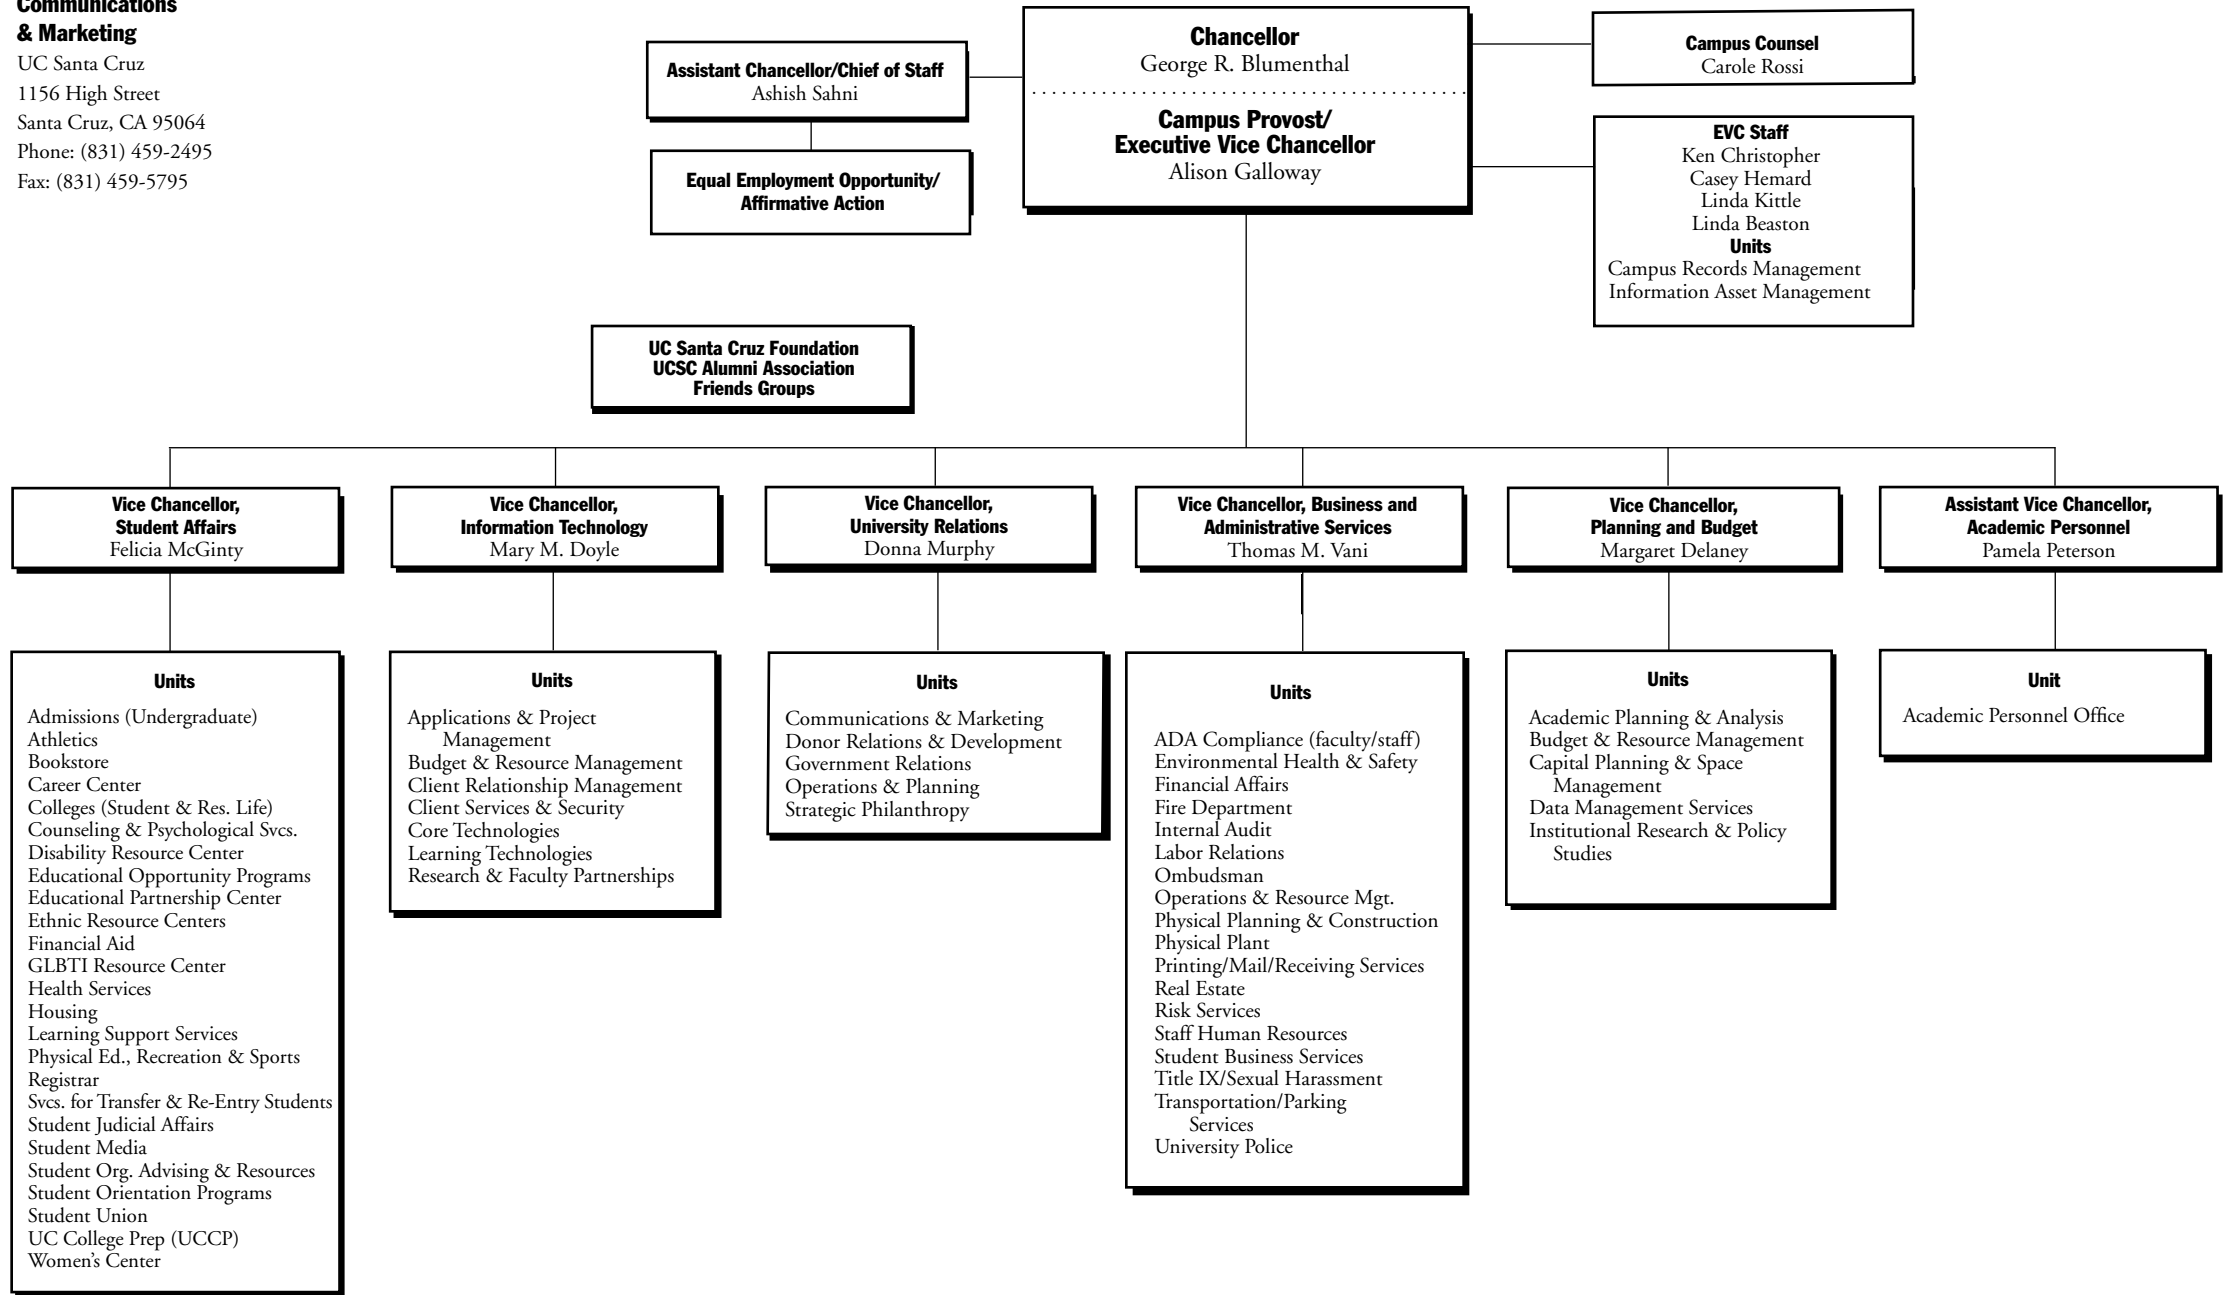 Communications
& Marketing
UC Santa Cruz
1156 High Street
Santa Cruz, CA 95064
Phone: (831) 459-2495
Fax: (831) 459-5795
Assistant Chancellor/Chief of Staff
Ashish Sahni
Equal Employment Opportunity/
Affirmative Action
Chancellor
George R. Blumenthal
Campus Provost/
Executive Vice Chancellor
Alison Galloway
Campus Counsel
Carole Rossi
EVC Staff
Ken Christopher
Casey Hemard
Linda Kittle
Linda Beaston
Units
Campus Records Management
Information Asset Management
UC Santa Cruz Foundation
UCSC Alumni Association
Friends Groups
Vice Chancellor,
Student Affairs
Felicia McGinty
Vice Chancellor,
Information Technology
Mary M. Doyle
Vice Chancellor,
University Relations
Donna Murphy
Vice Chancellor, Business and
Administrative Services
Thomas M. Vani
Vice Chancellor,
Planning and Budget
Margaret Delaney
Assistant Vice Chancellor,
Academic Personnel
Pamela Peterson
Units
Admissions (Undergraduate)
Athletics
Bookstore
Career Center
Colleges (Student & Res. Life)
Counseling & Psychological Svcs.
Disability Resource Center
Educational Opportunity Programs
Educational Partnership Center
Ethnic Resource Centers
Financial Aid
GLBTI Resource Center
Health Services
Housing
Learning Support Services
Physical Ed., Recreation & Sports
Registrar
Svcs. for Transfer & Re-Entry Students
Student Judicial Affairs
Student Media
Student Org. Advising & Resources
Student Orientation Programs
Student Union
UC College Prep (UCCP)
Women's Center
Units
Applications & Project
Management
Budget & Resource Management
Client Relationship Management
Client Services & Security
Core Technologies
Learning Technologies
Research & Faculty Partnerships
Units
Communications & Marketing
Donor Relations & Development
Government Relations
Operations & Planning
Strategic Philanthropy
Units
ADA Compliance (faculty/staff)
Environmental Health & Safety
Financial Affairs
Fire Department
Internal Audit
Labor Relations
Ombudsman
Operations & Resource Mgt.
Physical Planning & Construction
Physical Plant
Printing/Mail/Receiving Services
Real Estate
Risk Services
Staff Human Resources
Student Business Services
Title IX/Sexual Harassment
Transportation/Parking
Services
University Police
Units
Academic Planning & Analysis
Budget & Resource Management
Capital Planning & Space
Management
Data Management Services
Institutional Research & Policy
Studies
Unit
Academic Personnel Office